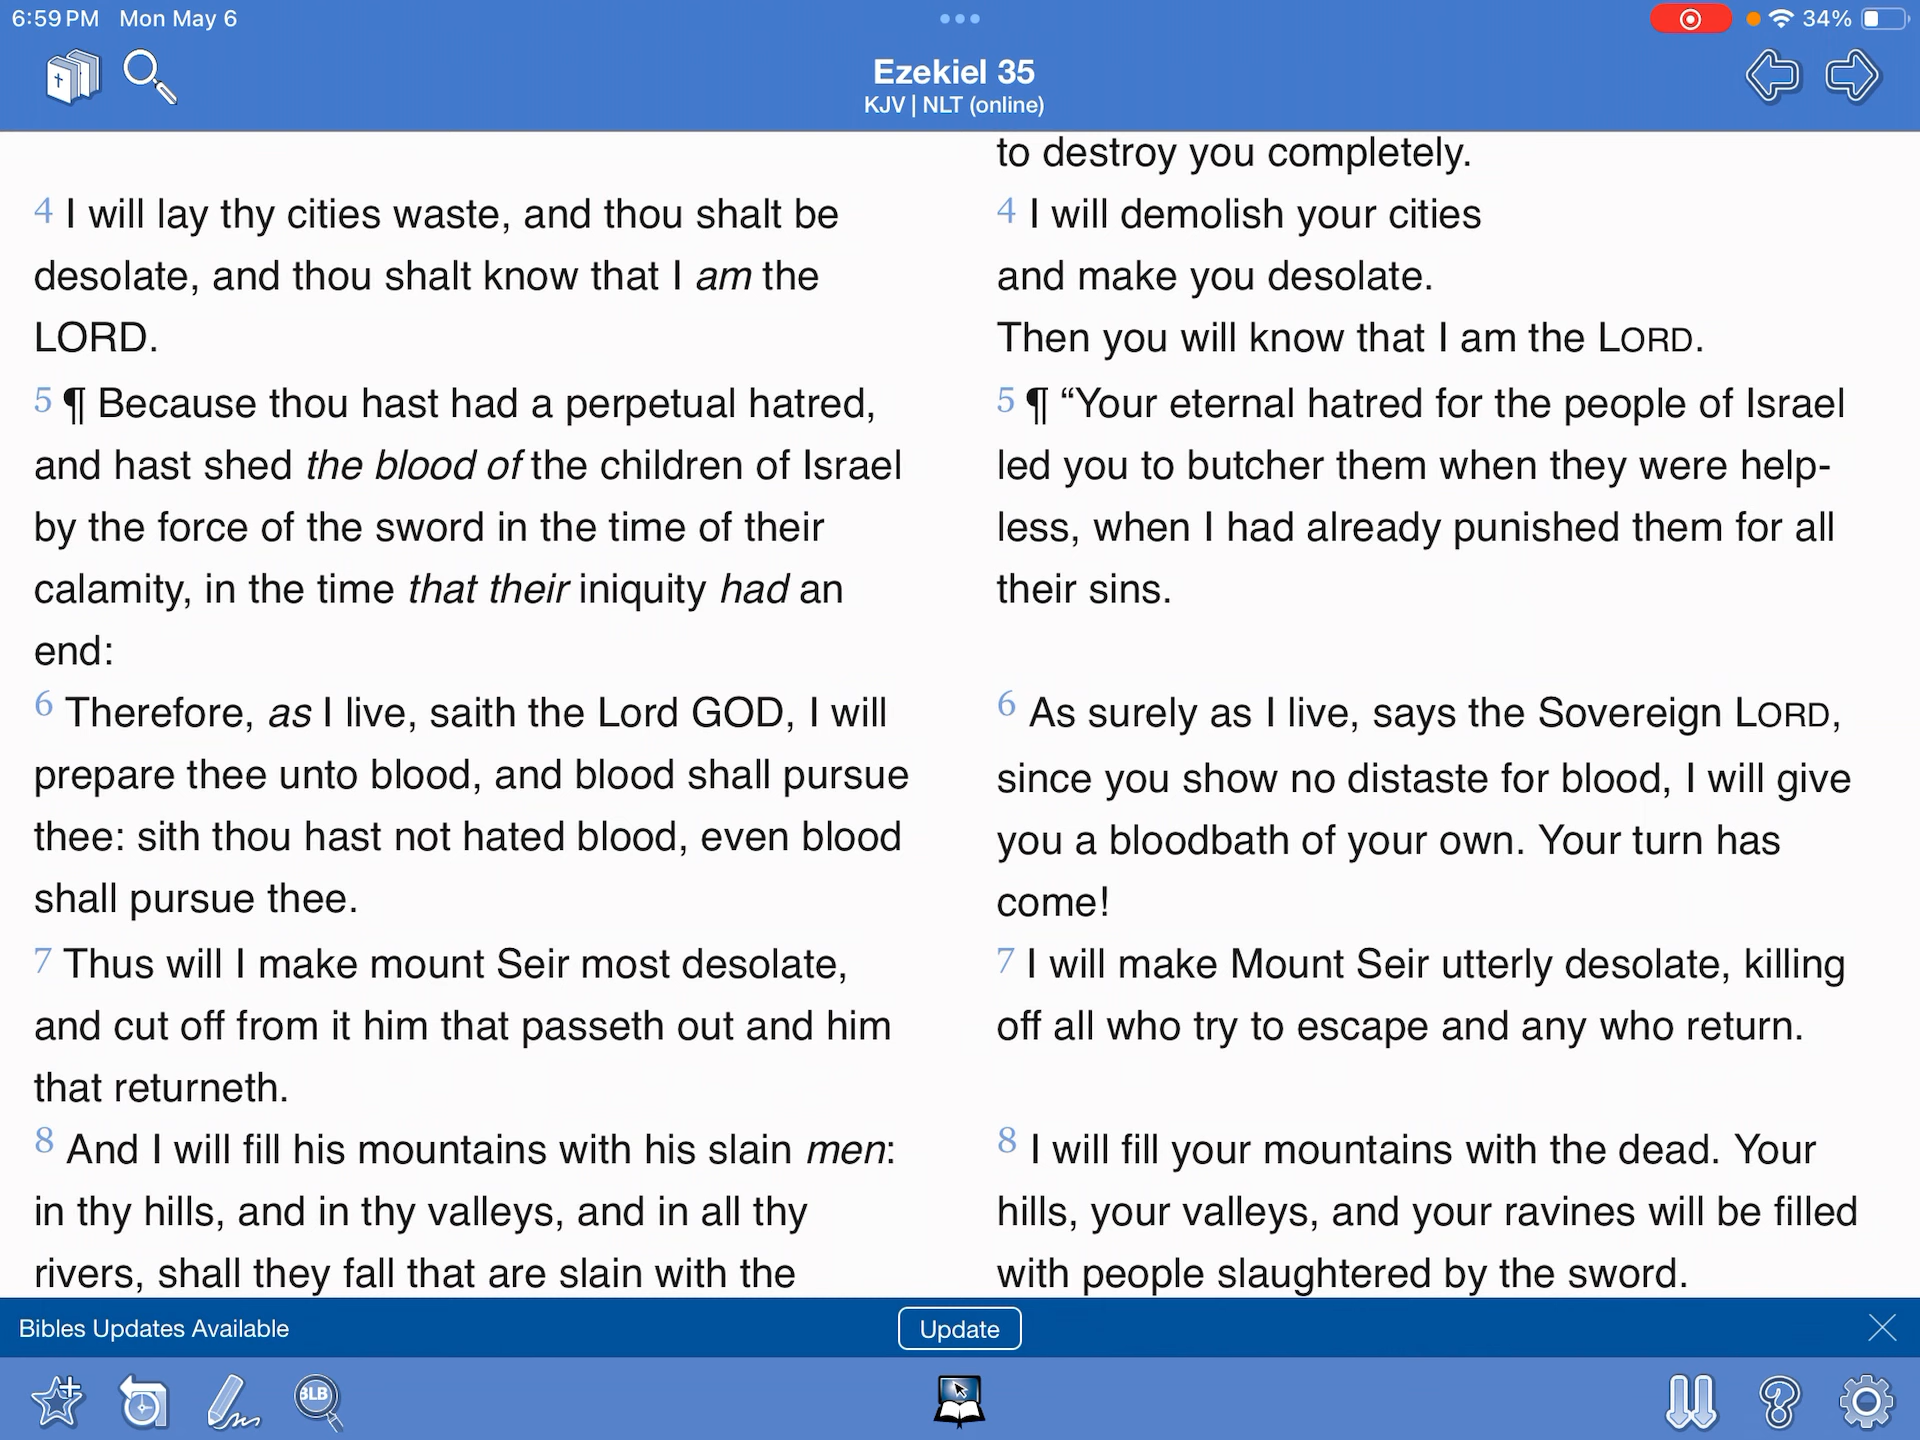 6:59 PM Mon May 6
34%
Ezekiel 35
KJV | NLT (online)
4 I will lay thy cities waste, and thou shalt be
desolate, and thou shalt know that I am the
LORD.
5 ¶ Because thou hast had a perpetual hatred,
and hast shed the blood of the children of Israel
by the force of the sword in the time of their
calamity, in the time that their iniquity had an
end:
6 Therefore, as I live, saith the Lord GOD, I will
prepare thee unto blood, and blood shall pursue
thee: sith thou hast not hated blood, even blood
shall pursue thee.
7 Thus will I make mount Seir most desolate,
and cut off from it him that passeth out and him
that returneth.
8 And I will fill his mountains with his slain men:
in thy hills, and in thy valleys, and in all thy
rivers, shall they fall that are slain with the
to destroy you completely.
4 I will demolish your cities
and make you desolate.
Then you will know that I am the LORD.
5 ¶ “Your eternal hatred for the people of Israel
led you to butcher them when they were help-
less, when I had already punished them for all
their sins.
6 As surely as I live, says the Sovereign LORD,
since you show no distaste for blood, I will give
you a bloodbath of your own. Your turn has
come!
7 I will make Mount Seir utterly desolate, killing
off all who try to escape and any who return.
8 I will fill your mountains with the dead. Your
hills, your valleys, and your ravines will be filled
with people slaughtered by the sword.
Bibles Updates Available
Update
BLB